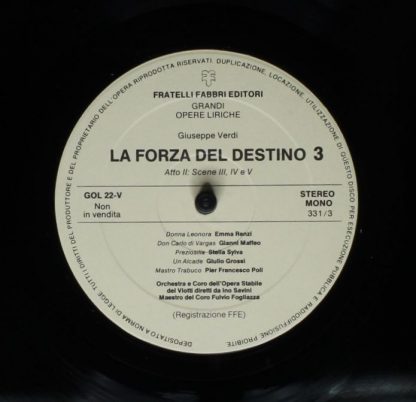 TUTTI I DIRITTI DEL PRODUTTORE E DEL PROPRIETARIO DELL'OPERA RIPRODOTTA RISERVATI. DUPLICAZIONE, LOCAZIONE, UTILIZZAZIONE DI QUESTO DISCO PER ESECUZIONE PUBBLICA E RADIODIFFUSIONE PROIBITE
DEPOSITATO A NORMA DI LEGGE.
FRATELLI FABBRI EDITORI
GRANDI
OPERE LIRICHE
Giuseppe Verdi
LA FORZA DEL DESTINO 3
Atto II: Scene III, IV e V
GOL 22-V
Non
in vendita
STEREO
MONO
331/3
Donna Leonora Emma Renzi
Don Carlo di Vargas Gianni Maffeo
Preziosilla Stella Sylva
Un Alcade Giulio Grossi
Mastro Trabuco Pier Francesco Poli
Orchestra e Coro dell'Opera Stabile
dei Viotti diretti da Ino Savini
Maestro del Coro Fulvio Fogliazza
(Registrazione FFE)